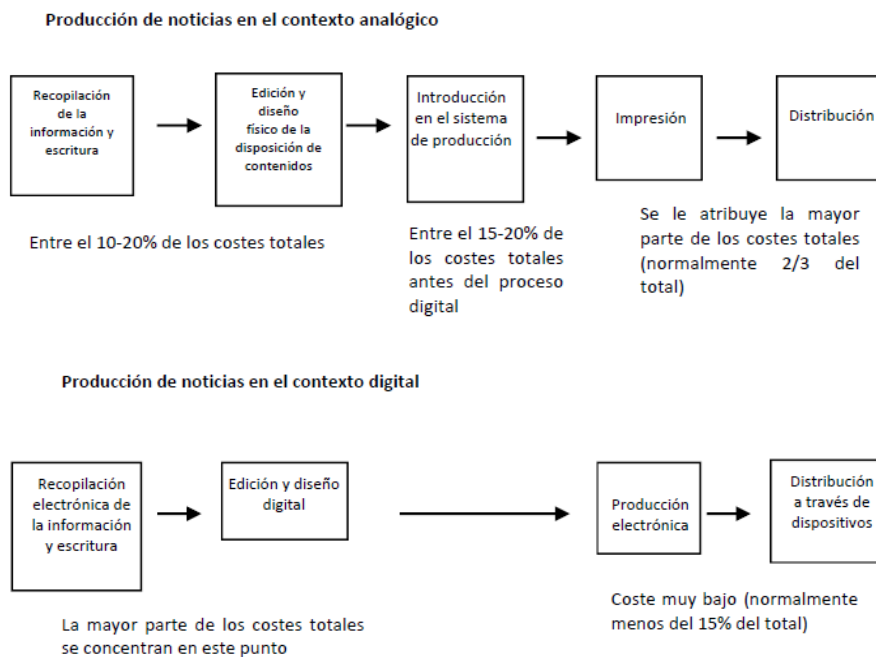 Producción de noticias en el contexto analógico
Recopilación
de la
información y
escritura
Edición y
diseño
físico de la
disposición de
contenidos
Introducción
en el sistema
de producción
Impresión
Distribución
Entre el 10-20% de los costes totales
Entre el 15-20% de
los costes totales
antes del proceso
digital
Se le atribuye la mayor
parte de los costes totales
(normalmente 2/3 del
total)
Producción de noticias en el contexto digital
Recopilación
electrónica de
la información
y escritura
Edición y diseño
digital
Producción
electrónica
Distribución
a través de
dispositivos
La mayor parte de los costes totales
se concentran en este punto
Coste muy bajo (normalmente
menos del 15% del total)